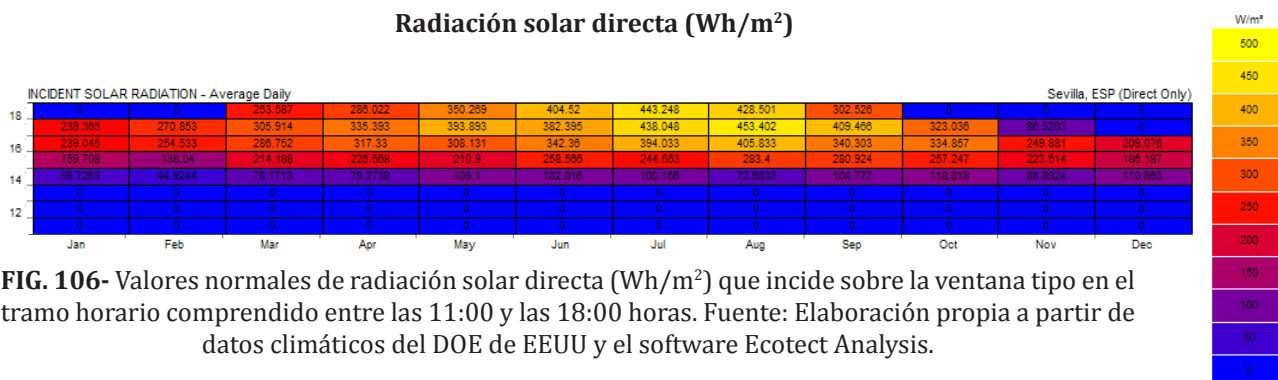 Radiación solar directa (Wh/m²)
W/m²
500
450
400
350
300
250
200
150
100
50
0
INCIDENT SOLAR RADIATION - Average Daily
Sevilla, ESP (Direct Only)
18 0 0 253.587 286.022 350.269 404.52 443.248 428.501 302.526 0 0 0
239.365 270.853 305.914 335.393 393.893 382.395 438.048 453.402 409.466 323.036 86.5203 0
16 239.045 254.533 286.752 317.33 308.131 342.36 394.033 405.833 340.303 334.857 249.881 209.076
159.709 138.04 214.188 226.568 210.9 258.566 244.563 283.4 280.924 257.247 223.614 186.187
14 59.7263 44.9244 78.1713 79.2738 109.1 102.016 100.156 72.6833 104.772 118.818 88.8924 110.663
0 0 0 0 0 0 0 0 0 0 0 0
12 0 0 0 0 0 0 0 0 0 0 0 0
0 0 0 0 0 0 0 0 0 0 0 0
Jan Feb Mar Apr May Jun Jul Aug Sep Oct Nov Dec
FIG. 106- Valores normales de radiación solar directa (Wh/m²) que incide sobre la ventana tipo en el
tramo horario comprendido entre las 11:00 y las 18:00 horas. Fuente: Elaboración propia a partir de
datos climáticos del DOE de EEUU y el software Ecotect Analysis.